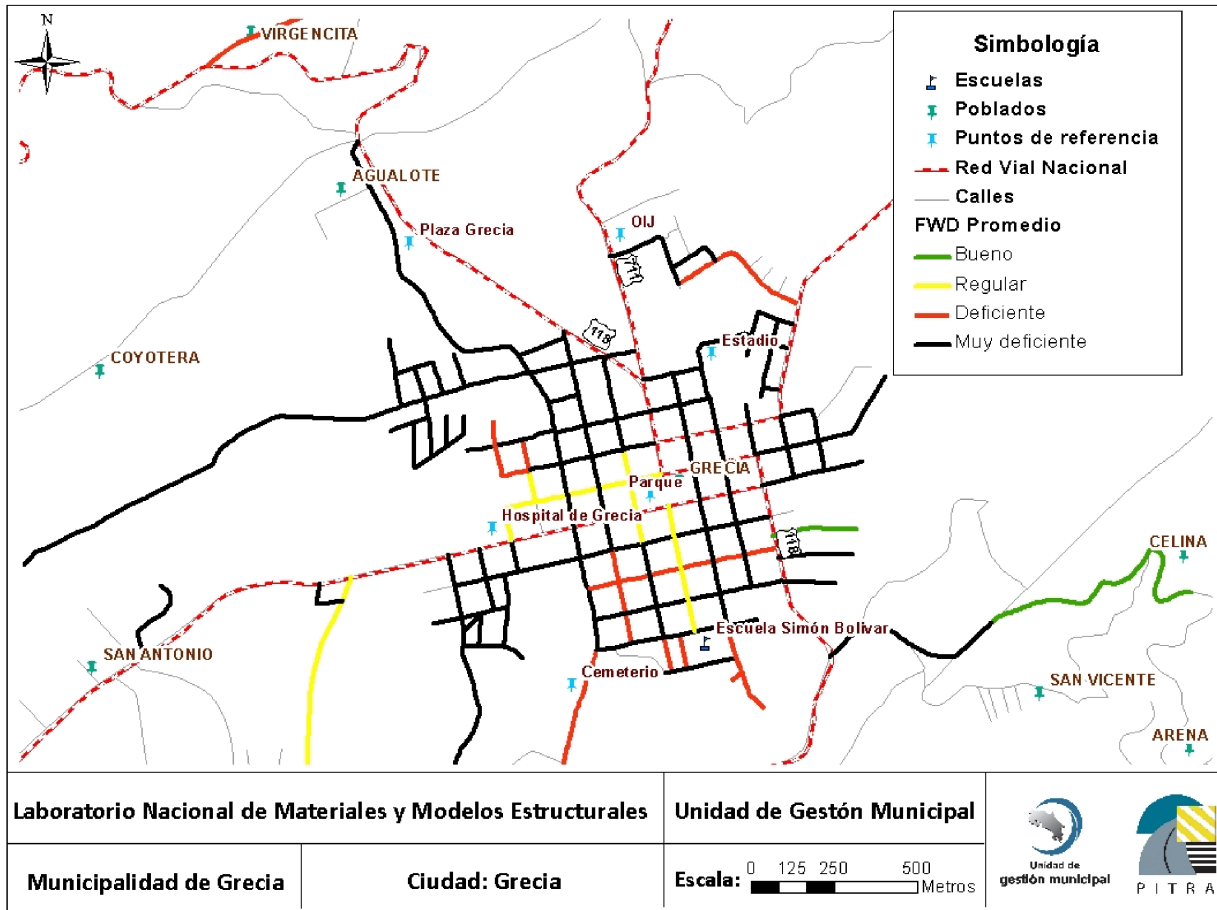 N
VIRGENCITA
AGUALOTE
Plaza Grecia
OIJ
711
118
Estadio
COYOTERA
GRECIA
Parque
Hospital de Grecia
118
CELINA
Escuela Simón Bolivar
SAN ANTONIO
Cemeterio
SAN VICENTE
ARENA
Simbología
Escuelas
Poblados
Puntos de referencia
Red Vial Nacional
Calles
FWD Promedio
Bueno
Regular
Deficiente
Muy deficiente
Laboratorio Nacional de Materiales y Modelos Estructurales
Unidad de Gestón Municipal
Municipalidad de Grecia
Ciudad: Grecia
Escala:
0 125 250 500
Metros
Unidad de
gestión municipal
PITRA